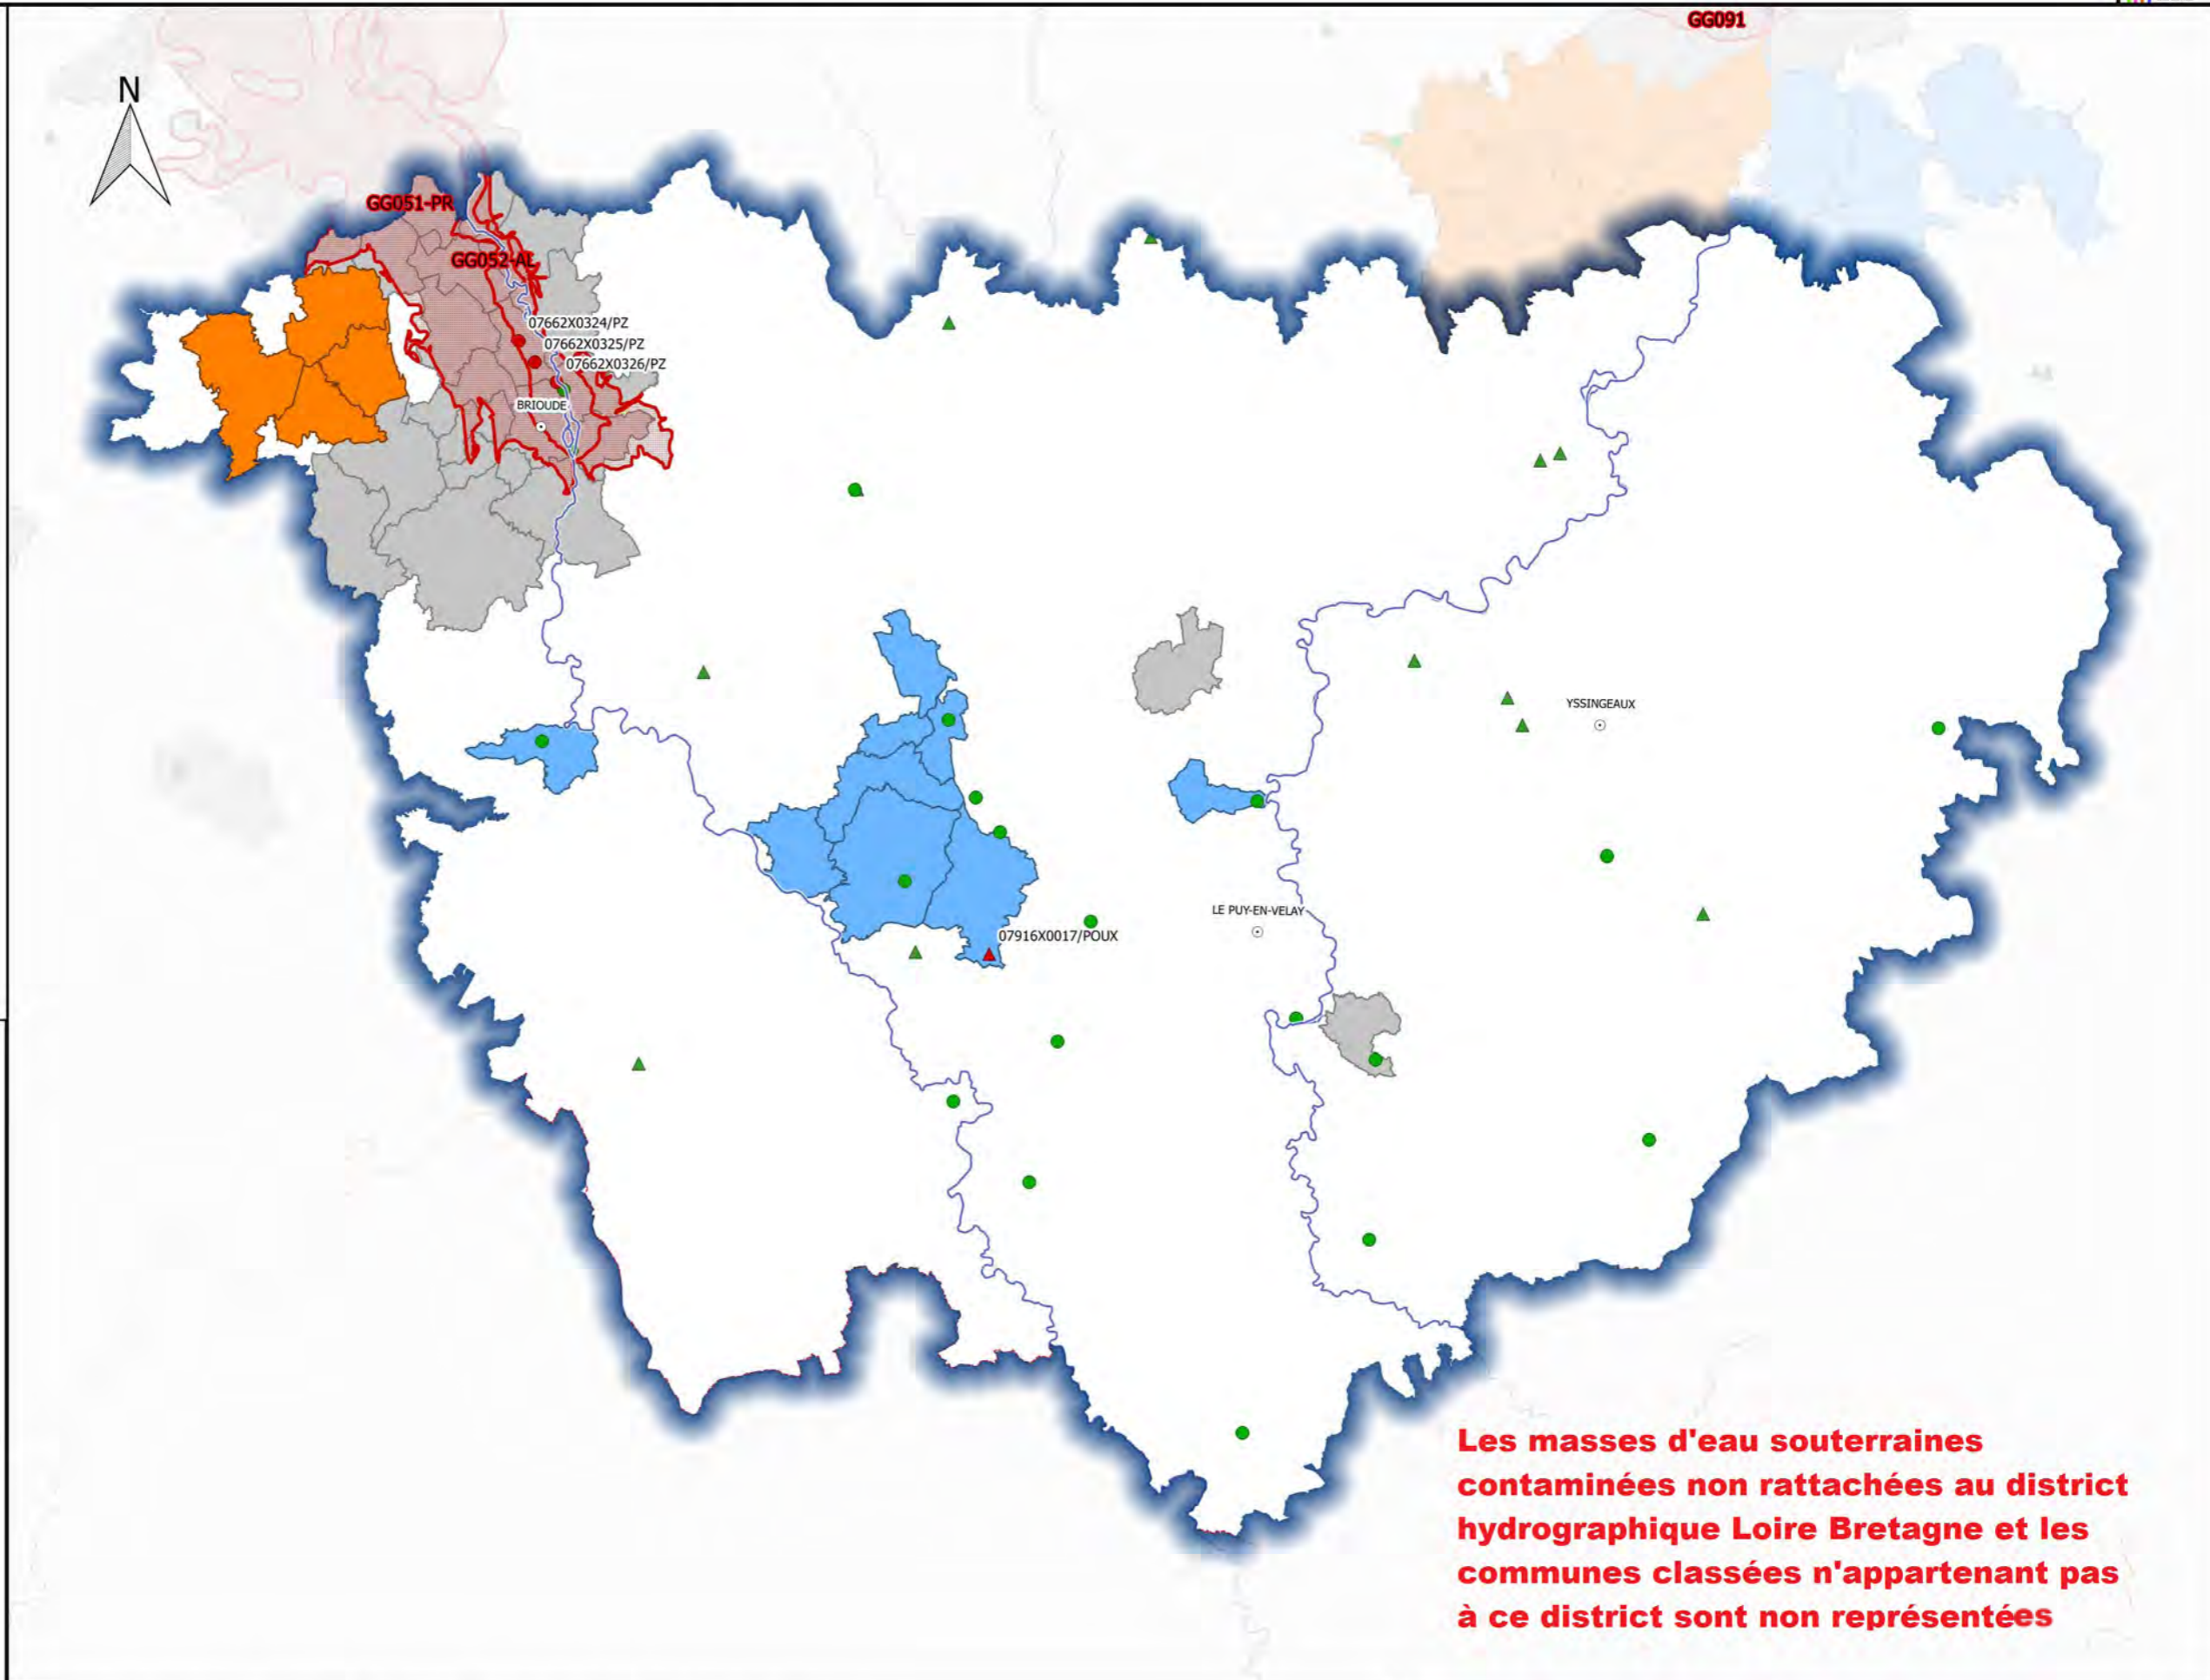 GG091
N
GG051-PR
GG052-AL
07662X0324/PZ
07662X0325/PZ
07662X0326/PZ
BRIOUDE
YSSINGEAUX
LE PUY-EN-VELAY
07916X0017/POUX
Les masses d'eau souterraines
contaminées non rattachées au district
hydrographique Loire Bretagne et les
communes classées n'appartenant pas
à ce district sont non représentées